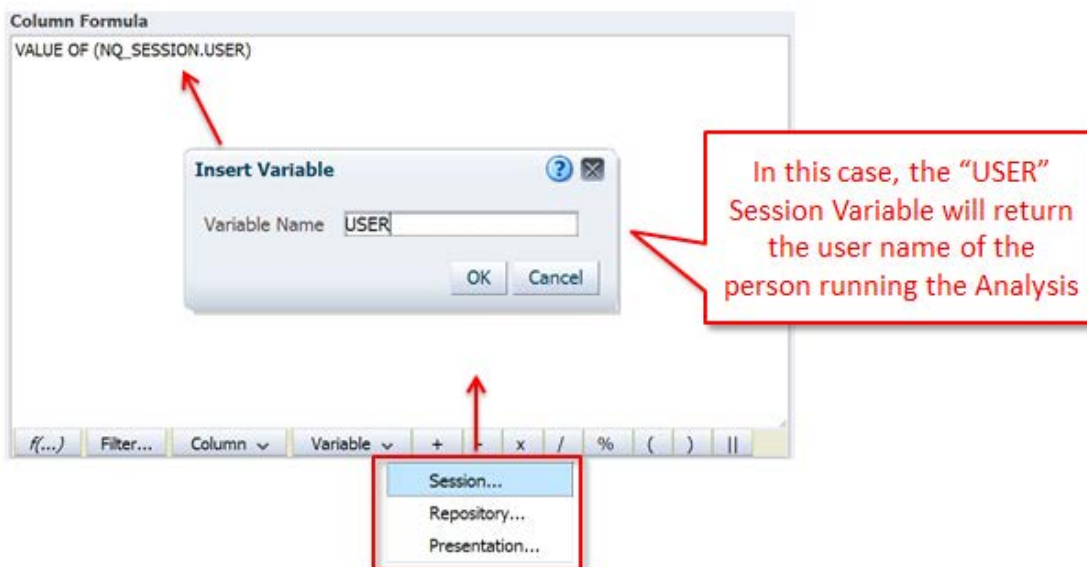 Column Formula
VALUE OF (NQ_SESSION.USER)
Insert Variable
Variable Name USER
OK Cancel
In this case, the “USER”
Session Variable will return
the user name of the
person running the Analysis
f(...) Filter... Column Variable + - x / % ( ) ||
Session...
Repository...
Presentation...